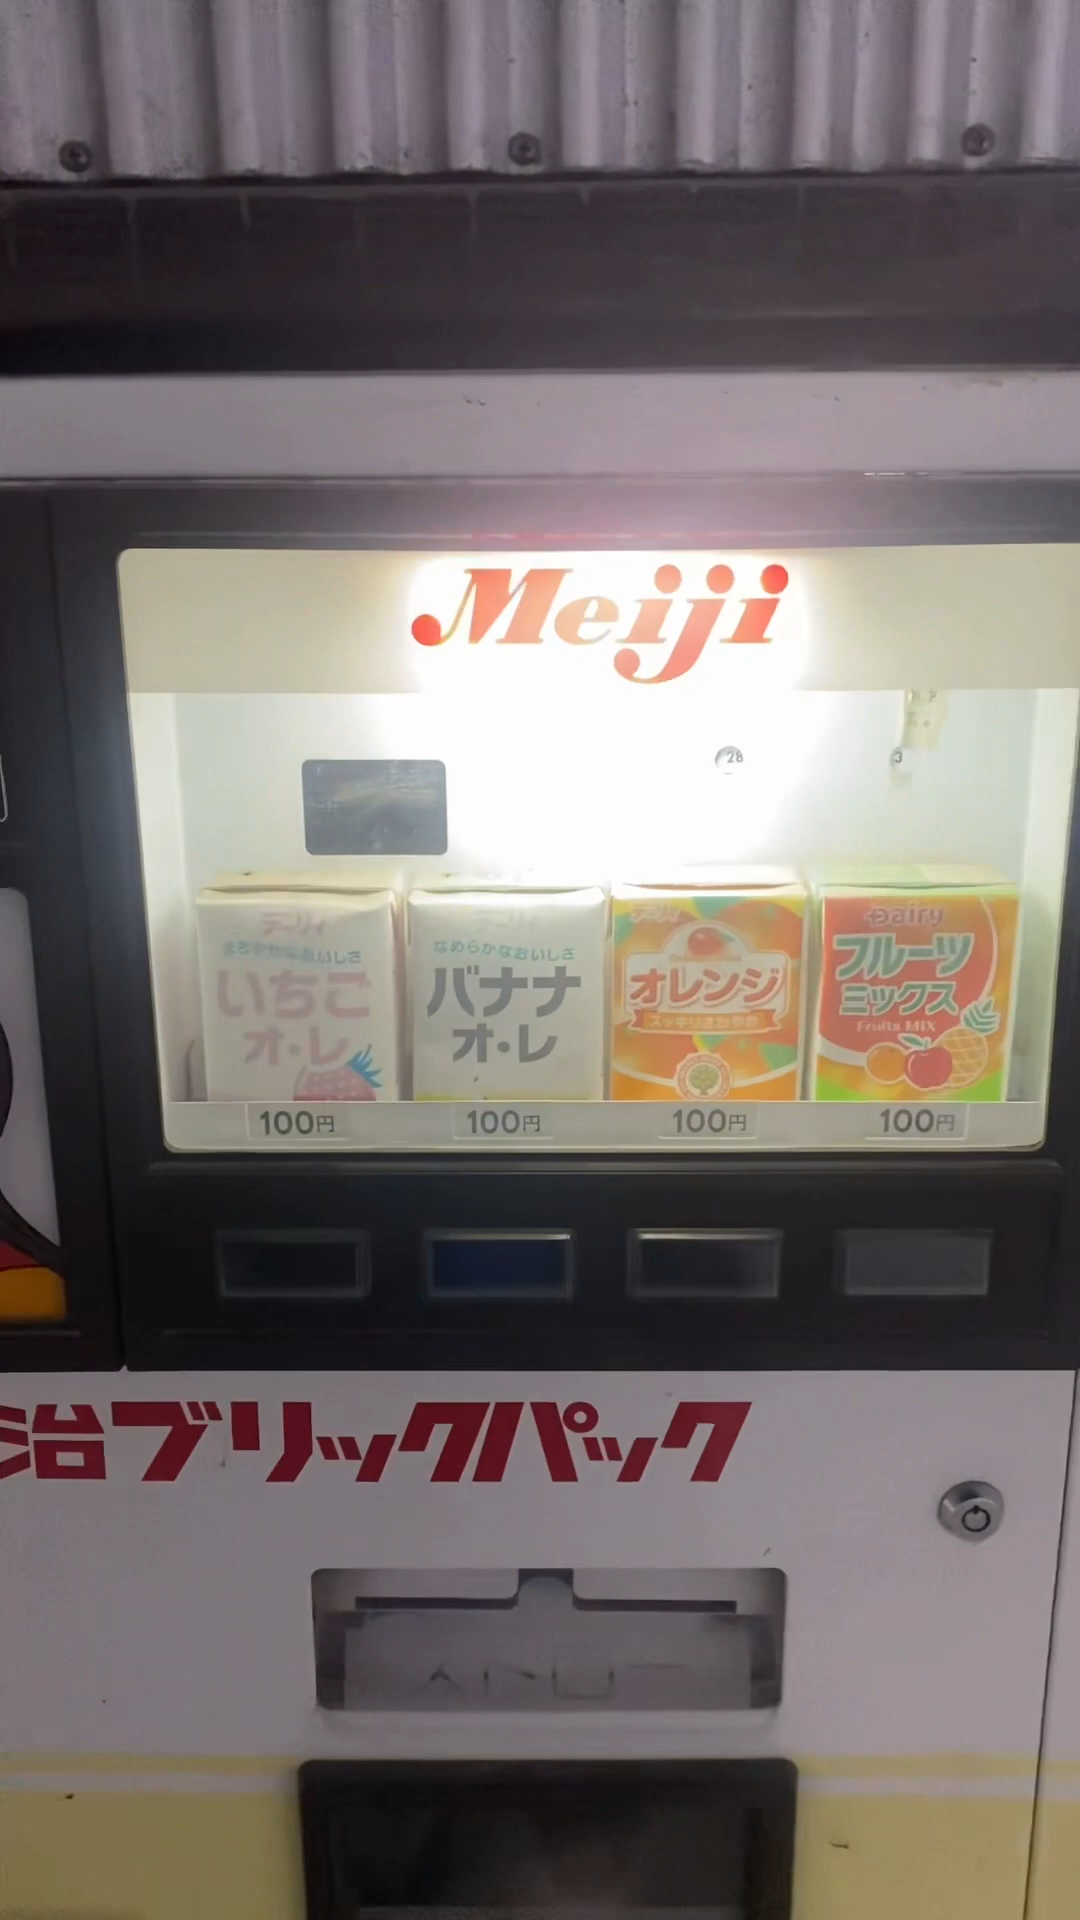 Meiji
28
3
デーリィ
まろやかなおいしさ
いちご
オ・レ
デーリィ
なめらかなおいしさ
バナナ
オ・レ
デーリィ
オレンジ
スッキリさわやか
Dairy
フルーツ
ミックス
Fruits MIX
100円
100円
100円
100円
治ブリックパック